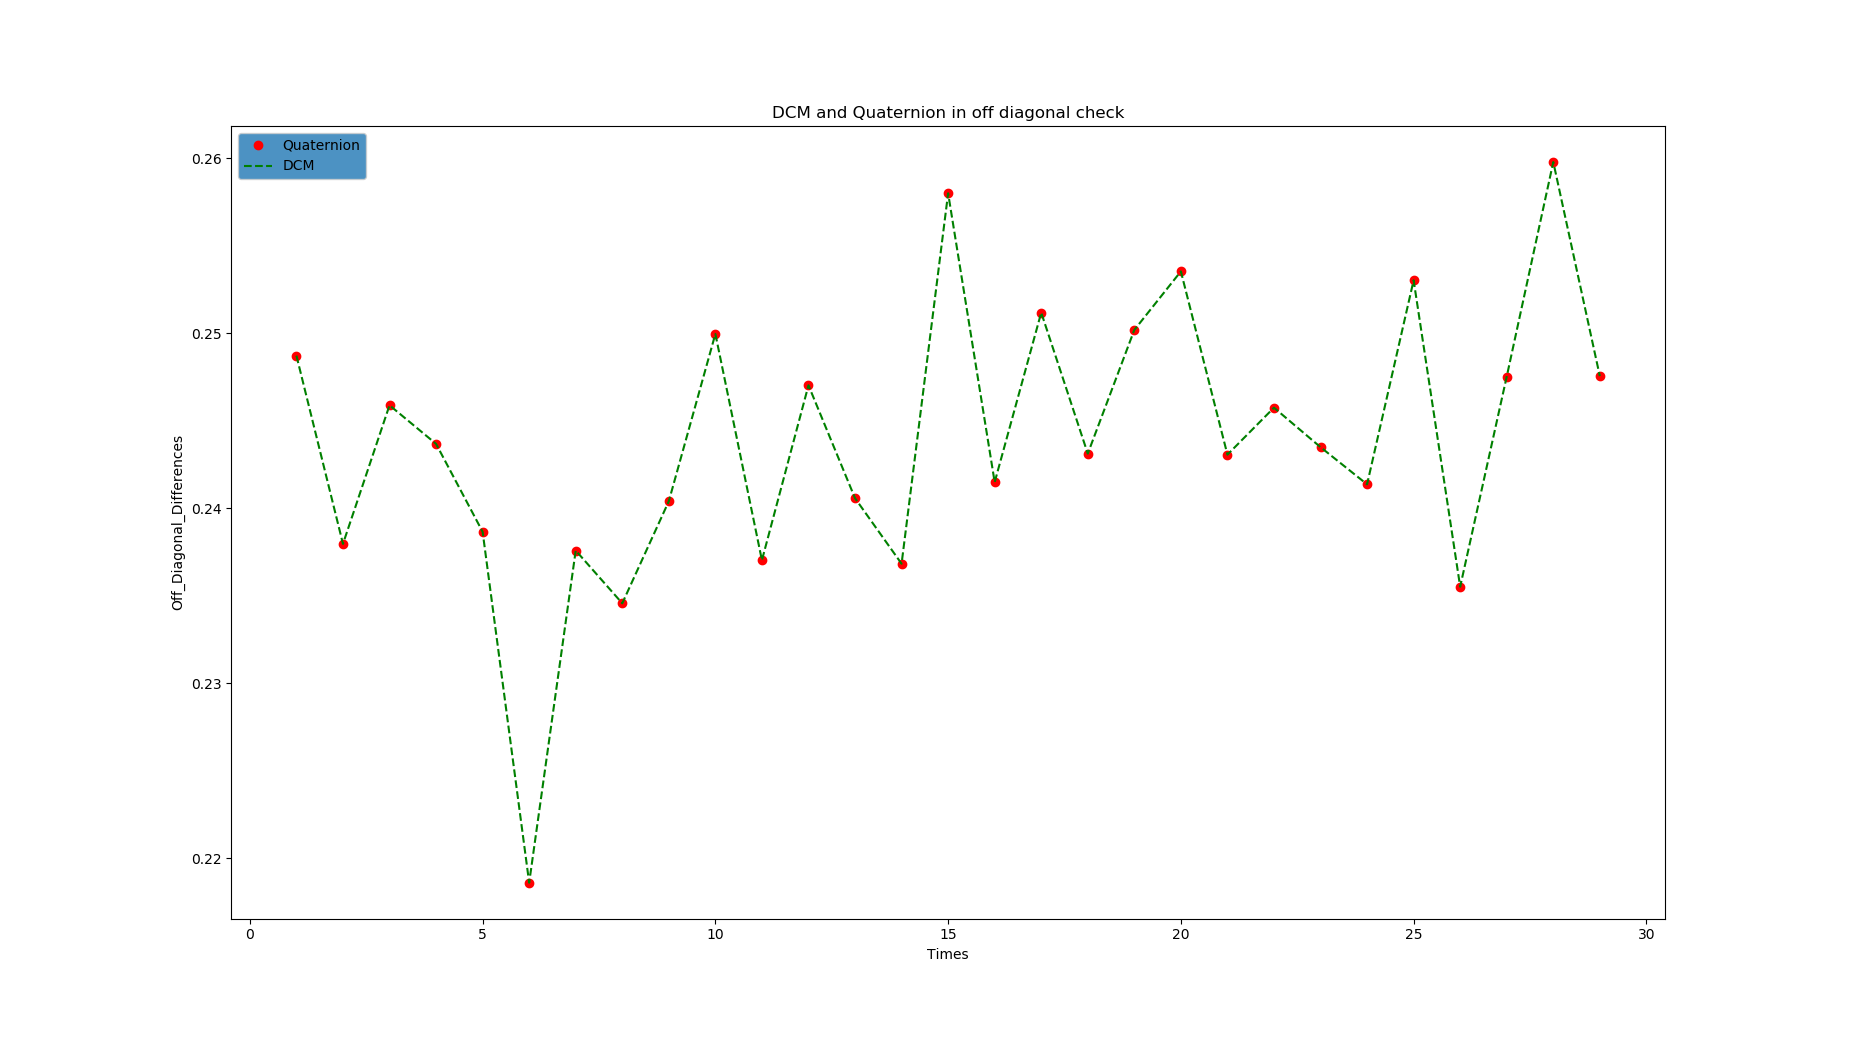 DCM and Quaternion in off diagonal check
Quaternion
DCM
0.26
0.25
0.24
0.23
0.22
Off_Diagonal_Differences
0 5 10 15 20 25 30
Times